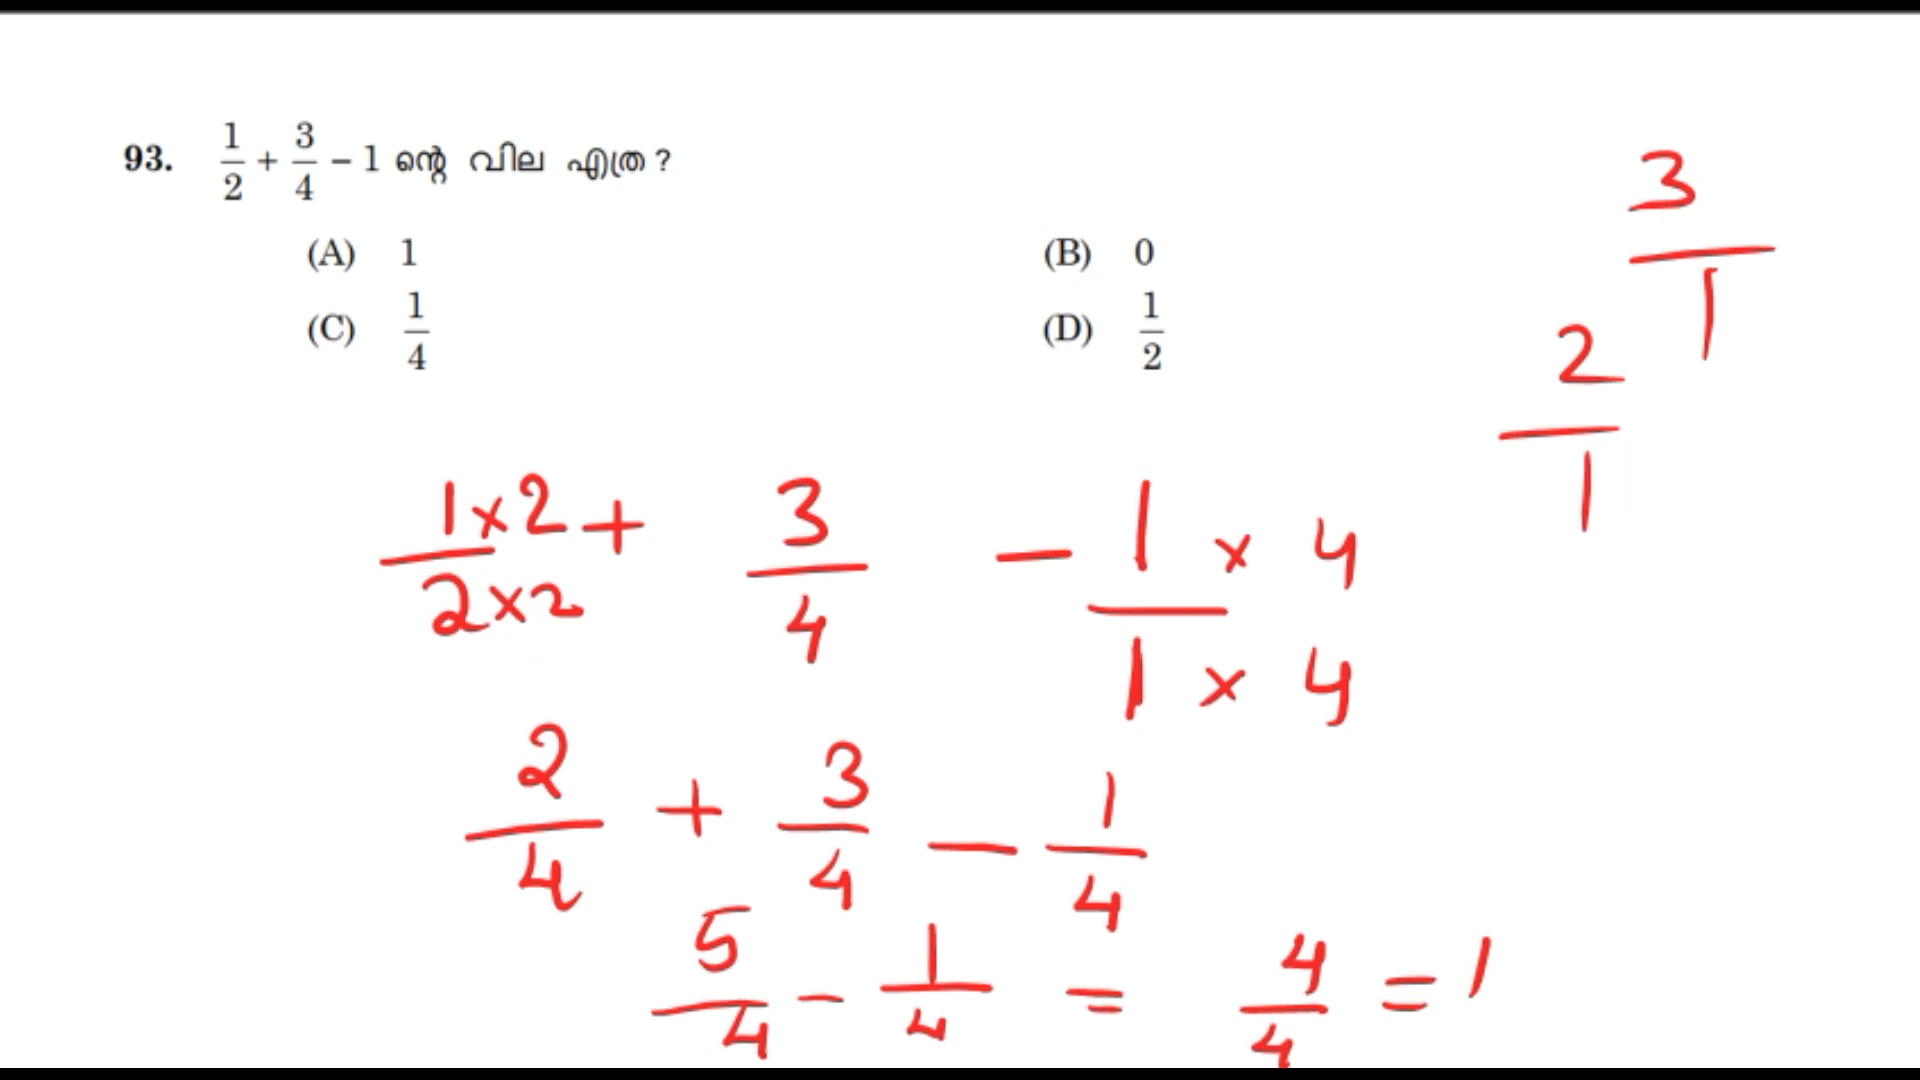 93. 1/2 + 3/4 − 1 ന്റെ വില എത്ര ?
(A) 1 (B) 0
(C) 1/4 (D) 1/2
3/1
2/1
1×2/2×2 + 3/4 − 1 × 4/1 × 4
2/4 + 3/4 − 1/4
5/4 − 1/4 = 4/4 = 1